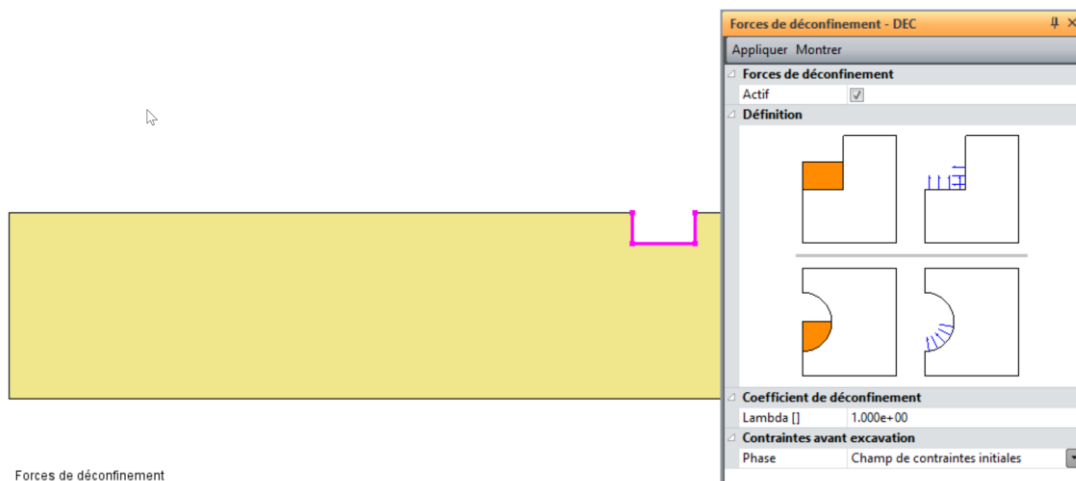 Forces de déconfinement - DEC
Appliquer Montrer
Forces de déconfinement
Actif
Définition
Coefficient de déconfinement
Lambda [] 1.000e+00
Contraintes avant excavation
Phase Champ de contraintes initiales
Forces de déconfinement